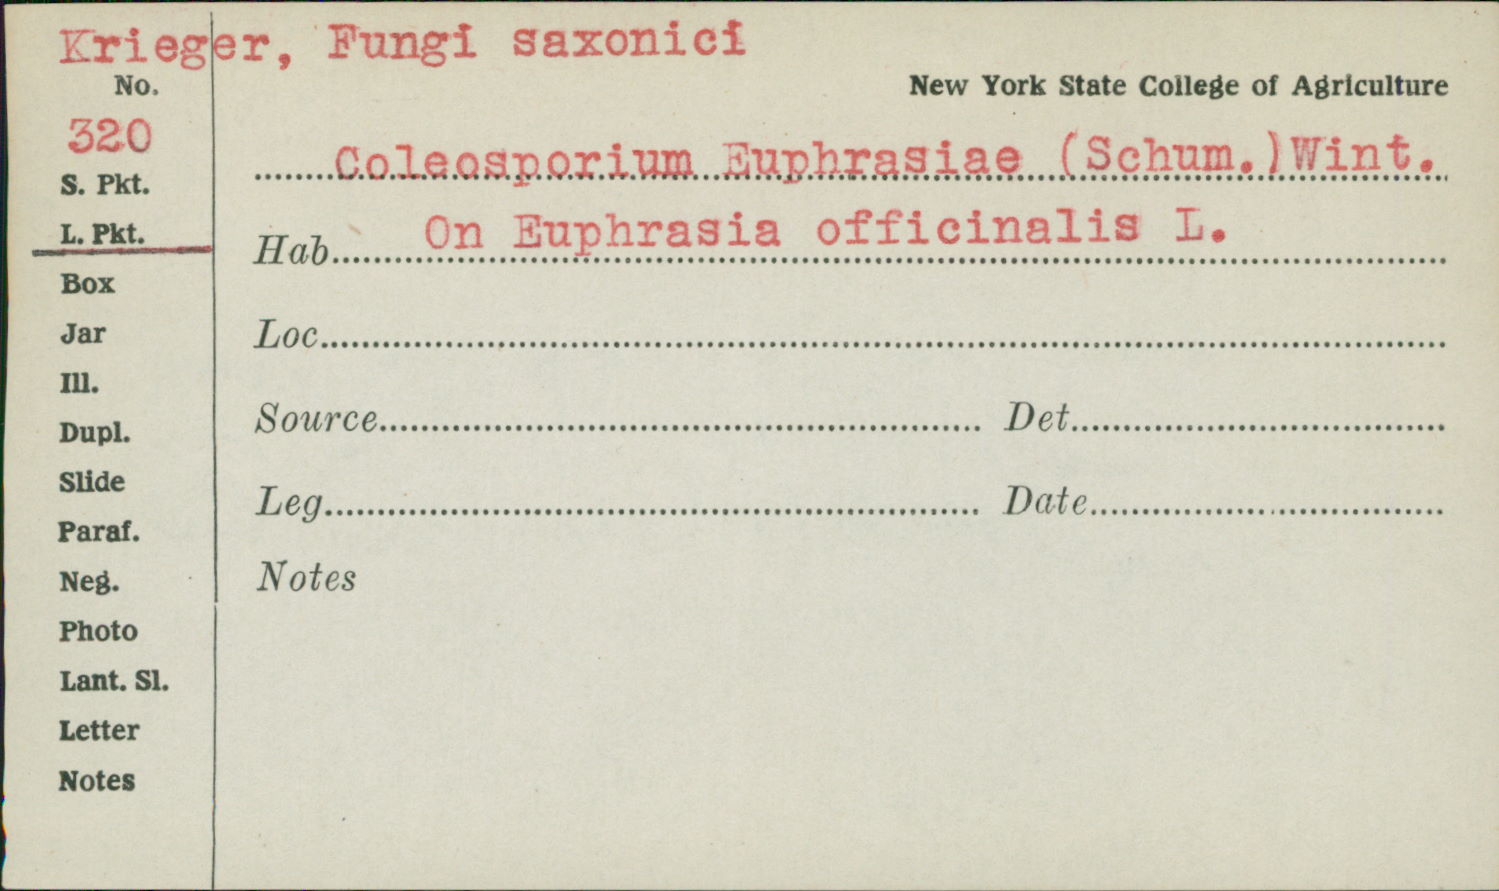 Krieger, Fungi saxonici
No.
New York State College of Agriculture
320
Coleosporium Euphrasiae (Schum.)Wint.
S. Pkt.
L. Pkt.
Hab. On Euphrasia officinalis L.
Box
Jar
Loc.
Ill.
Dupl.
Source
Det.
Slide
Leg.
Date
Paraf.
Neg.
Notes
Photo
Lant. Sl.
Letter
Notes